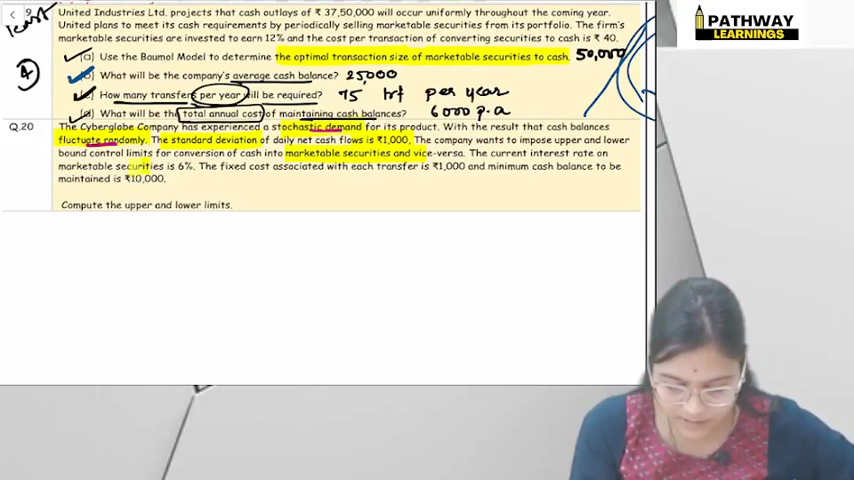 United Industries Ltd. projects that cash outlays of ₹ 37,50,000 will occur uniformly throughout the coming year.
United plans to meet its cash requirements by periodically selling marketable securities from its portfolio. The firm's
marketable securities are invested to earn 12% and the cost per transaction of converting securities to cash is ₹ 40.
(a) Use the Baumol Model to determine the optimal transaction size of marketable securities to cash. 50,000
What will be the company's average cash balance? 25,000
(c) How many transfers per year will be required? 75 trf per year
(d) What will be the total annual cost of maintaining cash balances? 6000 p.a
Q.20 The Cyberglobe Company has experienced a stochastic demand for its product. With the result that cash balances
fluctuate randomly. The standard deviation of daily net cash flows is ₹1,000. The company wants to impose upper and lower
bound control limits for conversion of cash into marketable securities and vice-versa. The current interest rate on
marketable securities is 6%. The fixed cost associated with each transfer is ₹1,000 and minimum cash balance to be
maintained is ₹10,000.
Compute the upper and lower limits.
PATHWAY
LEARNINGS